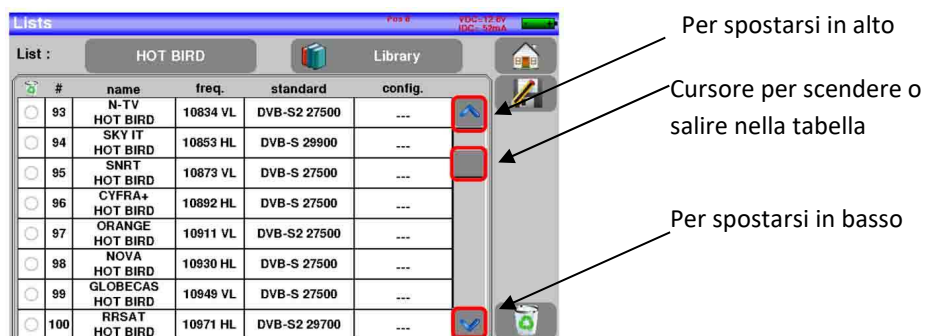 Lists Pos B VDC=12.6V
IDC= 52mA
List : HOT BIRD Library
# name freq. standard config.
93 N-TV HOT BIRD 10834 VL DVB-S2 27500 ---
94 SKY IT HOT BIRD 10853 HL DVB-S 29900 ---
95 SNRT HOT BIRD 10873 VL DVB-S 27500 ---
96 CYFRA+ HOT BIRD 10892 HL DVB-S 27500 ---
97 ORANGE HOT BIRD 10911 VL DVB-S2 27500 ---
98 NOVA HOT BIRD 10930 HL DVB-S 27500 ---
99 GLOBECAS HOT BIRD 10949 VL DVB-S 27500 ---
100 RRSAT HOT BIRD 10971 HL DVB-S2 29700 ---
Per spostarsi in alto
Cursore per scendere o
salire nella tabella
Per spostarsi in basso